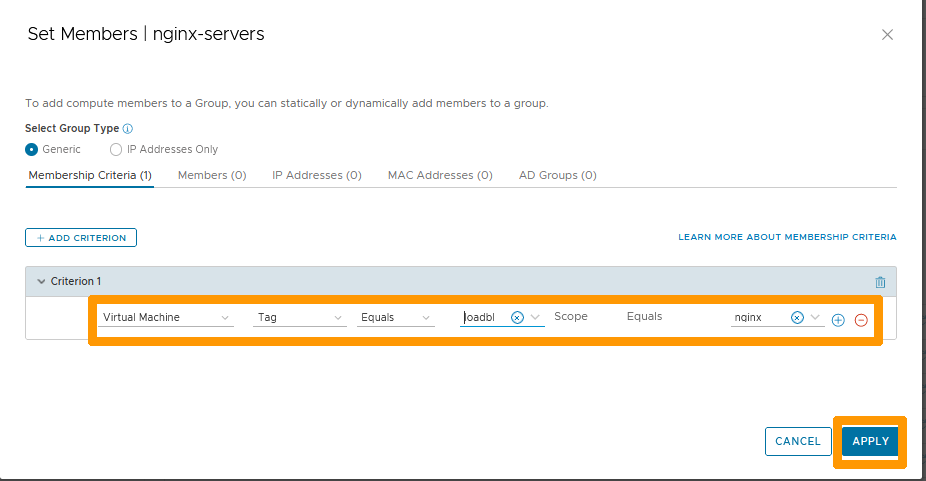 Set Members | nginx-servers
To add compute members to a Group, you can statically or dynamically add members to a group.
Select Group Type
Generic IP Addresses Only
Membership Criteria (1) Members (0) IP Addresses (0) MAC Addresses (0) AD Groups (0)
+ ADD CRITERION LEARN MORE ABOUT MEMBERSHIP CRITERIA
Criterion 1
Virtual Machine Tag Equals loadbl Scope Equals nginx
CANCEL APPLY